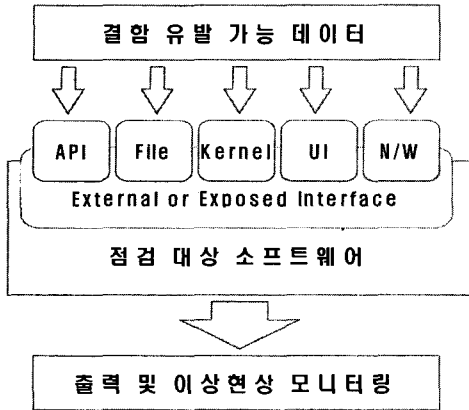 결함 유발 가능 데이터
API File Kernel UI N/W
External or Exposed Interface
점검 대상 소프트웨어
출력 및 이상현상 모니터링